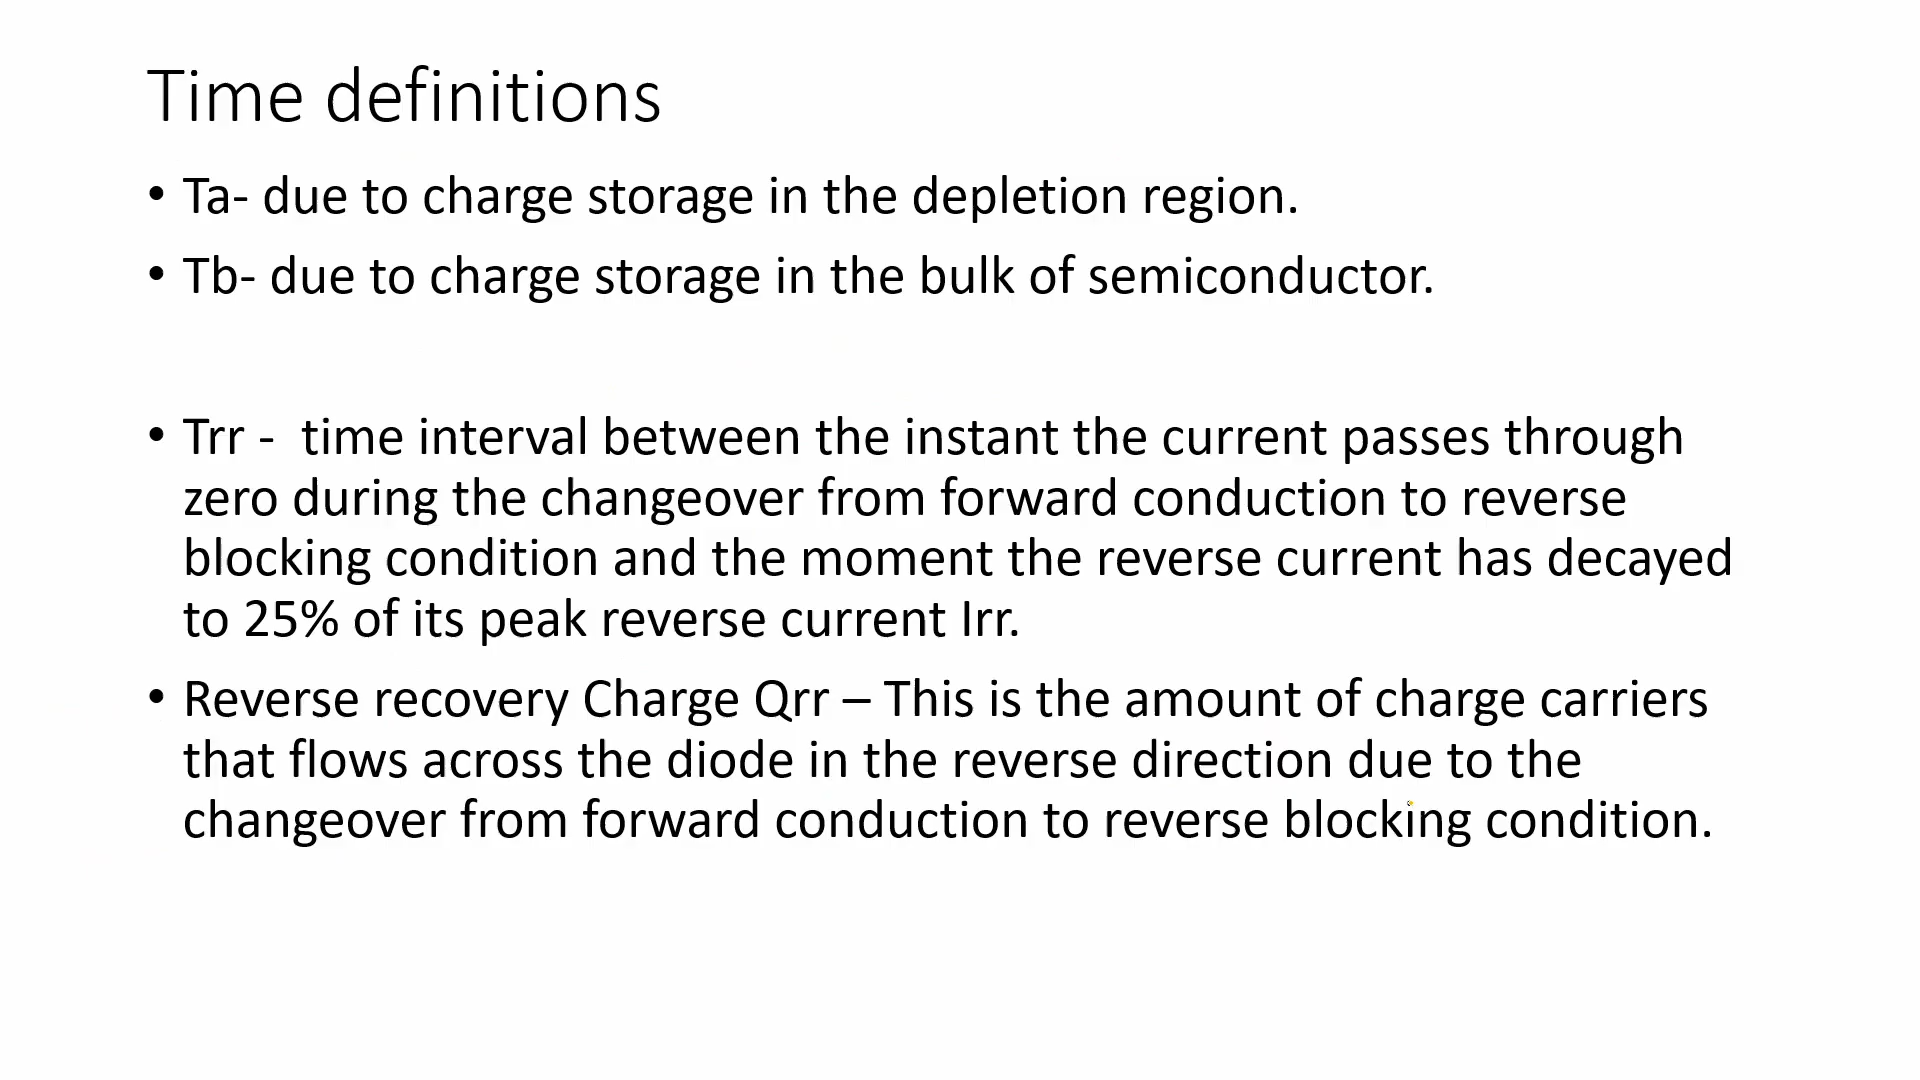 Time definitions
• Ta- due to charge storage in the depletion region.
• Tb- due to charge storage in the bulk of semiconductor.
• Trr -  time interval between the instant the current passes through
zero during the changeover from forward conduction to reverse
blocking condition and the moment the reverse current has decayed
to 25% of its peak reverse current Irr.
• Reverse recovery Charge Qrr – This is the amount of charge carriers
that flows across the diode in the reverse direction due to the
changeover from forward conduction to reverse blocking condition.